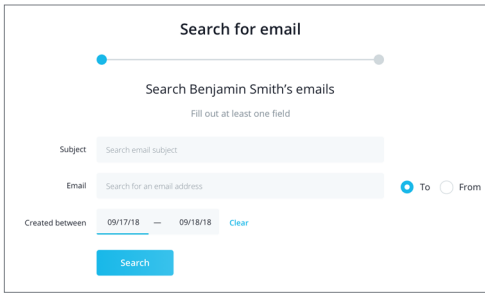 Search for email
Search Benjamin Smith's emails
Fill out at least one field
Subject Search email subject
Email Search for an email address To From
Created between 09/17/18 — 09/18/18 Clear
Search